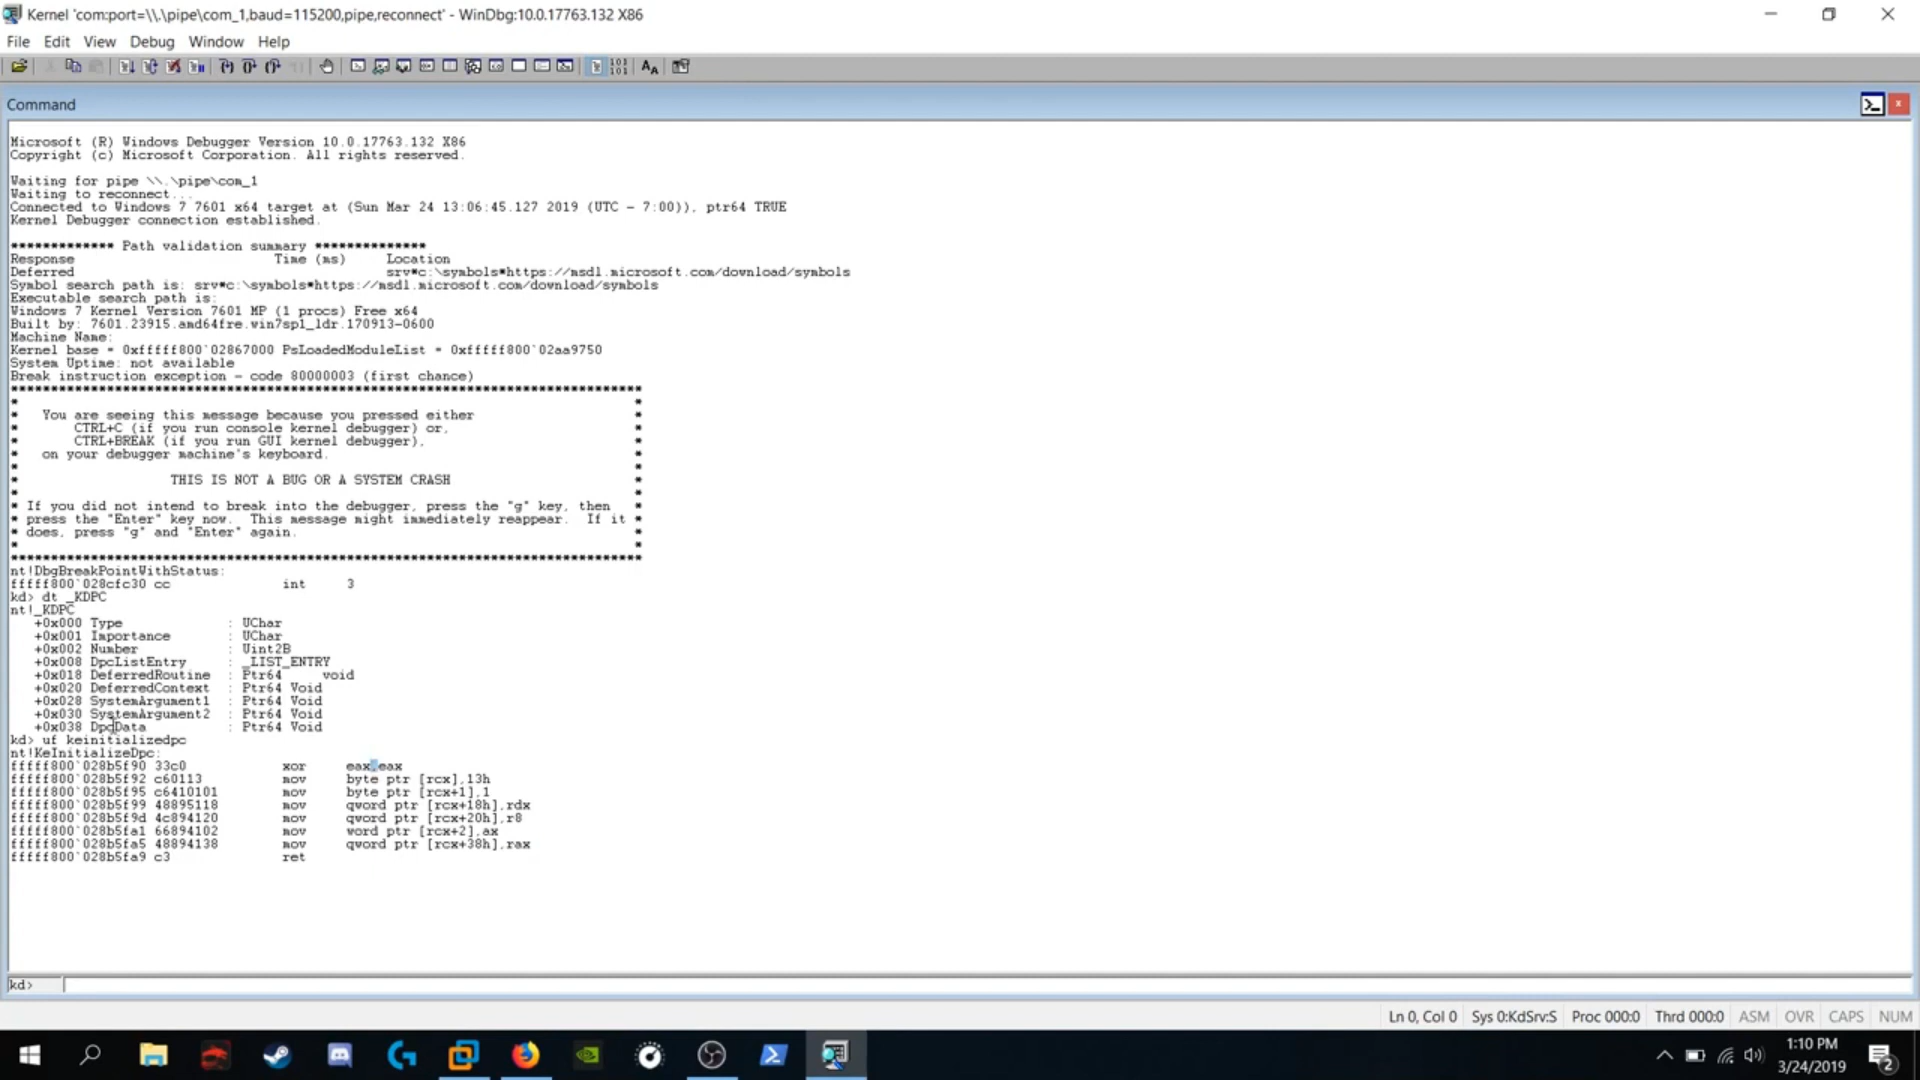 Kernel 'com:port=\\.\pipe\com_1,baud=115200,pipe,reconnect' - WinDbg:10.0.17763.132 X86
File Edit View Debug Window Help
Command
Microsoft (R) Windows Debugger Version 10.0.17763.132 X86
Copyright (c) Microsoft Corporation. All rights reserved.
Waiting for pipe \\.\pipe\com_1
Waiting to reconnect...
Connected to Windows 7 7601 x64 target at (Sun Mar 24 13:06:45.127 2019 (UTC - 7:00)), ptr64 TRUE
Kernel Debugger connection established.
************* Path validation summary **************
Response Time (ms) Location
Deferred srv*c:\symbols*https://msdl.microsoft.com/download/symbols
Symbol search path is: srv*c:\symbols*https://msdl.microsoft.com/download/symbols
Executable search path is:
Windows 7 Kernel Version 7601 MP (1 procs) Free x64
Built by: 7601.23915.amd64fre.win7sp1_ldr.170913-0600
Machine Name:
Kernel base = 0xfffff800`02867000 PsLoadedModuleList = 0xfffff800`02aa9750
System Uptime: not available
Break instruction exception - code 80000003 (first chance)
*******************************************************************************
* *
* You are seeing this message because you pressed either *
* CTRL+C (if you run console kernel debugger) or, *
* CTRL+BREAK (if you run GUI kernel debugger), *
* on your debugger machine's keyboard. *
* *
* THIS IS NOT A BUG OR A SYSTEM CRASH *
* *
* If you did not intend to break into the debugger, press the "g" key, then *
* press the "Enter" key now. This message might immediately reappear. If it *
* does, press "g" and "Enter" again. *
* *
*******************************************************************************
nt!DbgBreakPointWithStatus:
fffff800`028cfc30 cc int 3
kd> dt _KDPC
nt!_KDPC
+0x000 Type : UChar
+0x001 Importance : UChar
+0x002 Number : Uint2B
+0x008 DpcListEntry : _LIST_ENTRY
+0x018 DeferredRoutine : Ptr64 void
+0x020 DeferredContext : Ptr64 Void
+0x028 SystemArgument1 : Ptr64 Void
+0x030 SystemArgument2 : Ptr64 Void
+0x038 DpcData : Ptr64 Void
kd> uf keinitializedpc
nt!KeInitializeDpc:
fffff800`028b5f90 33c0 xor eax,eax
fffff800`028b5f92 c60113 mov byte ptr [rcx],13h
fffff800`028b5f95 c6410101 mov byte ptr [rcx+1],1
fffff800`028b5f99 48895118 mov qword ptr [rcx+18h],rdx
fffff800`028b5f9d 4c894120 mov qword ptr [rcx+20h],r8
fffff800`028b5fa1 66894102 mov word ptr [rcx+2],ax
fffff800`028b5fa5 48894138 mov qword ptr [rcx+38h],rax
fffff800`028b5fa9 c3 ret
kd>
Ln 0, Col 0 Sys 0:KdSrv:S Proc 000:0 Thrd 000:0 ASM OVR CAPS NUM
1:10 PM
3/24/2019
2